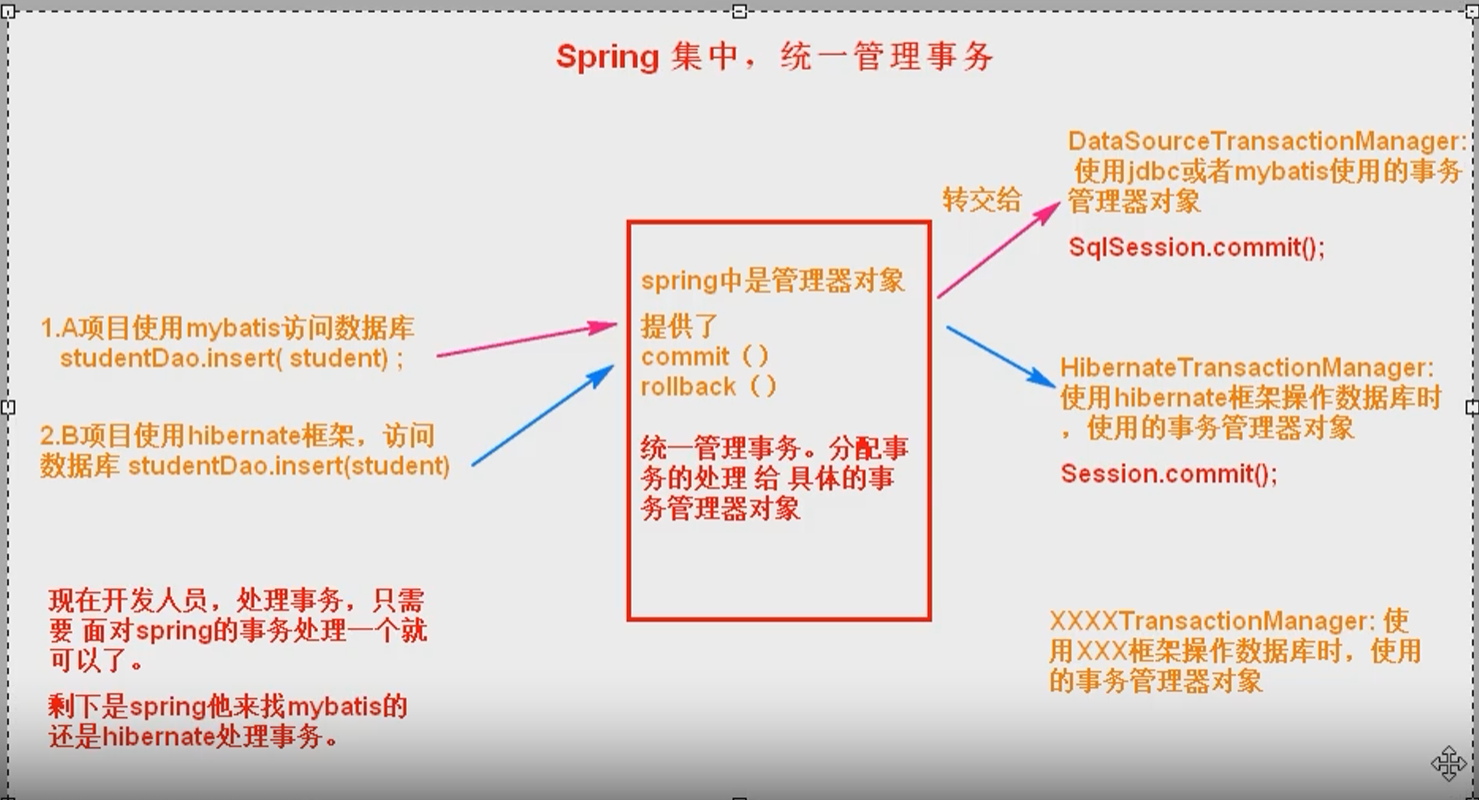 Spring 集中，统一管理事务
1.A项目使用mybatis访问数据库
studentDao.insert( student) ;
2.B项目使用hibernate框架，访问
数据库 studentDao.insert(student)
现在开发人员，处理事务，只需
要 面对spring的事务处理一个就
可以了。
剩下是spring他来找mybatis的
还是hibernate处理事务。
spring中是管理器对象
提供了
commit（）
rollback（）
统一管理事务。分配事
务的处理 给 具体的事
务管理器对象
转交给
DataSourceTransactionManager:
使用jdbc或者mybatis使用的事务
管理器对象
SqlSession.commit();
HibernateTransactionManager:
使用hibernate框架操作数据库时
，使用的事务管理器对象
Session.commit();
XXXXTransactionManager: 使
用XXX框架操作数据库时，使用
的事务管理器对象